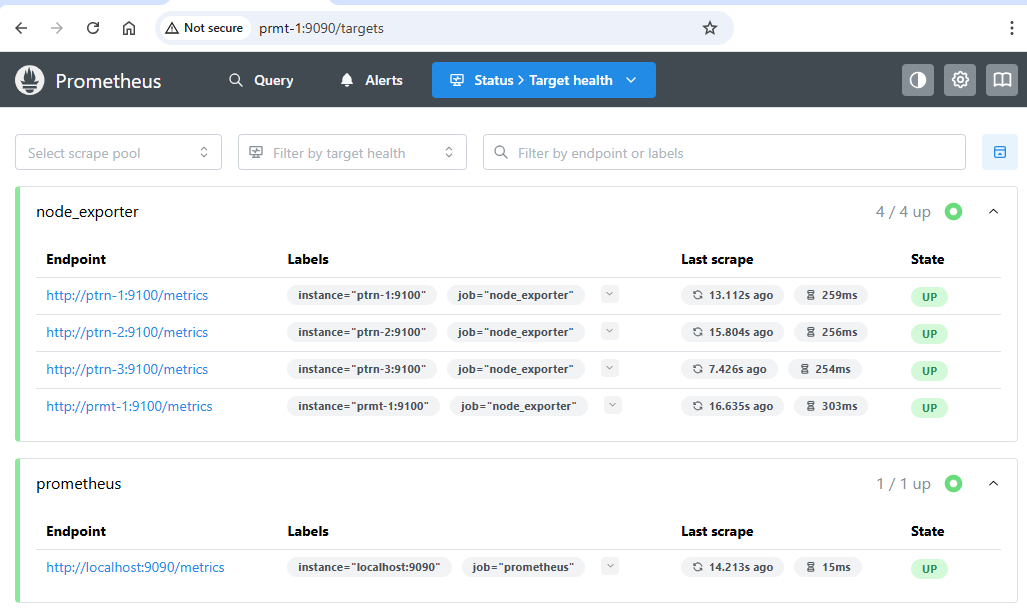 Not secure prmt-1:9090/targets
Prometheus Query Alerts Status > Target health
Select scrape pool Filter by target health Filter by endpoint or labels
node_exporter 4 / 4 up
Endpoint Labels Last scrape State
http://ptrn-1:9100/metrics instance="ptrn-1:9100" job="node_exporter" 13.112s ago 259ms UP
http://ptrn-2:9100/metrics instance="ptrn-2:9100" job="node_exporter" 15.804s ago 256ms UP
http://ptrn-3:9100/metrics instance="ptrn-3:9100" job="node_exporter" 7.426s ago 254ms UP
http://prmt-1:9100/metrics instance="prmt-1:9100" job="node_exporter" 16.635s ago 303ms UP
prometheus 1 / 1 up
Endpoint Labels Last scrape State
http://localhost:9090/metrics instance="localhost:9090" job="prometheus" 14.213s ago 15ms UP